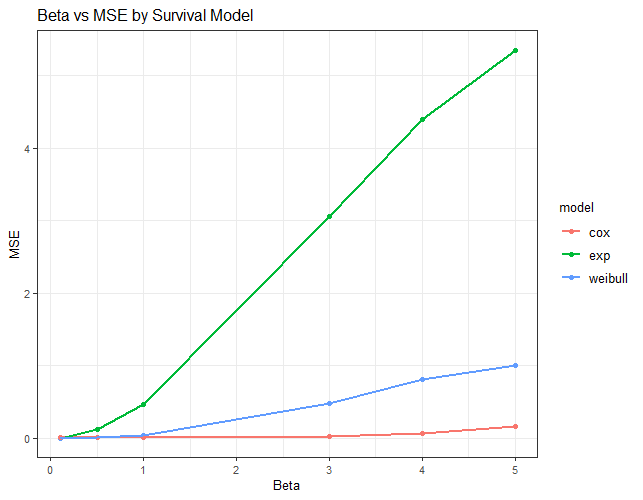 Beta vs MSE by Survival Model
4
2
0
MSE
0 1 2 3 4 5
Beta
model
cox
exp
weibull